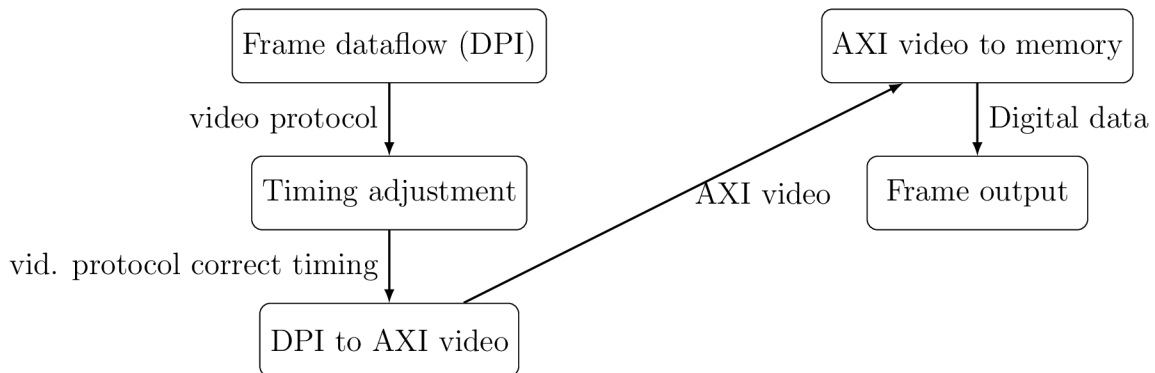 Frame dataflow (DPI)
video protocol
Timing adjustment
vid. protocol correct timing
DPI to AXI video
AXI video
AXI video to memory
Digital data
Frame output